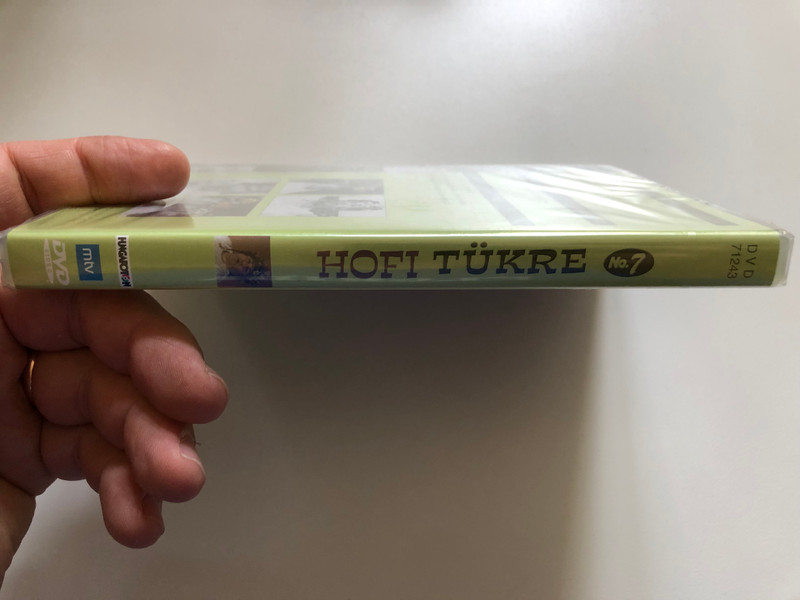 DVD
mtv
HUNGAROTON
HOFI TÜKRE No. 7
DVD
71243